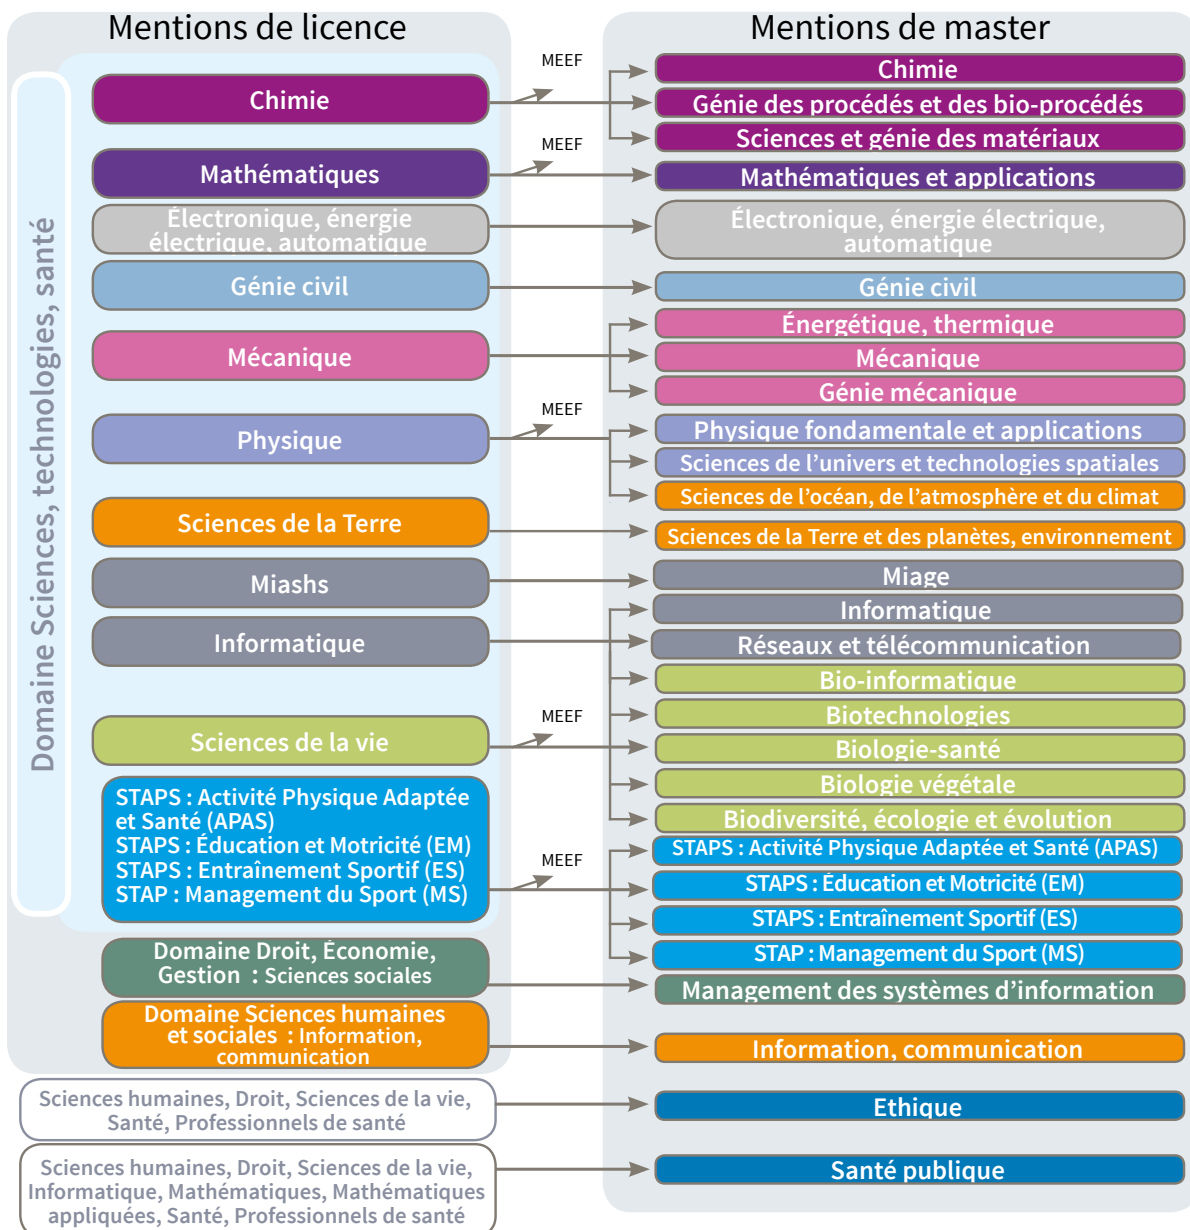 Mentions de licence
Mentions de master
Domaine Sciences, technologies, santé
Chimie
MEEF
Chimie
Génie des procédés et des bio-procédés
Sciences et génie des matériaux
Mathématiques
MEEF
Mathématiques et applications
Électronique, énergie
électrique, automatique
Électronique, énergie électrique,
automatique
Génie civil
Génie civil
Mécanique
Énergétique, thermique
Mécanique
Génie mécanique
Physique
MEEF
Physique fondamentale et applications
Sciences de l’univers et technologies spatiales
Sciences de l’océan, de l’atmosphère et du climat
Sciences de la Terre
Sciences de la Terre et des planètes, environnement
Miashs
Miage
Informatique
Informatique
Réseaux et télécommunication
Bio-informatique
Sciences de la vie
MEEF
Biotechnologies
Biologie-santé
Biologie végétale
Biodiversité, écologie et évolution
STAPS : Activité Physique Adaptée
et Santé (APAS)
STAPS : Éducation et Motricité (EM)
STAPS : Entraînement Sportif (ES)
STAP : Management du Sport (MS)
MEEF
STAPS : Activité Physique Adaptée et Santé (APAS)
STAPS : Éducation et Motricité (EM)
STAPS : Entraînement Sportif (ES)
STAP : Management du Sport (MS)
Domaine Droit, Économie,
Gestion : Sciences sociales
Management des systèmes d’information
Domaine Sciences humaines
et sociales : Information,
communication
Information, communication
Sciences humaines, Droit, Sciences de la vie,
Santé, Professionnels de santé
Ethique
Sciences humaines, Droit, Sciences de la vie,
Informatique, Mathématiques, Mathématiques
appliquées, Santé, Professionnels de santé
Santé publique